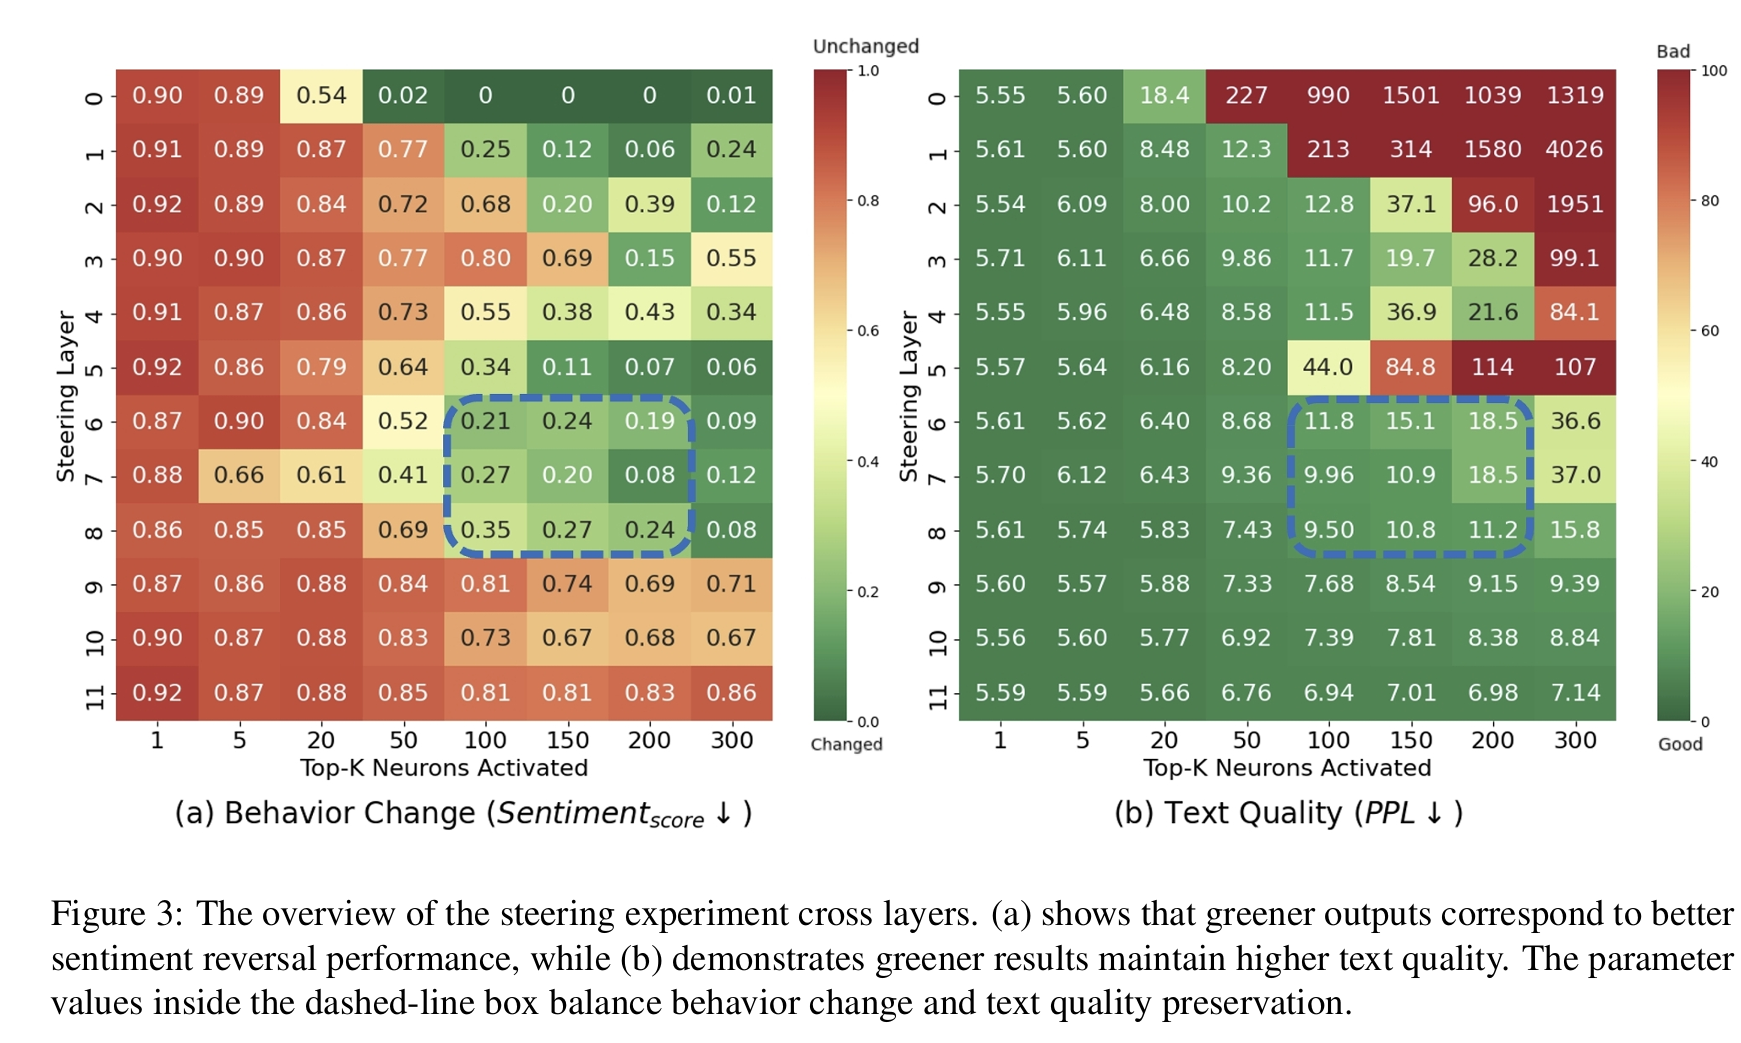 Unchanged
Bad
0 0.90 0.89 0.54 0.02 0 0 0 0.01 1.0
1 0.91 0.89 0.87 0.77 0.25 0.12 0.06 0.24
2 0.92 0.89 0.84 0.72 0.68 0.20 0.39 0.12 0.8
3 0.90 0.90 0.87 0.77 0.80 0.69 0.15 0.55
4 0.91 0.87 0.86 0.73 0.55 0.38 0.43 0.34 0.6
5 0.92 0.86 0.79 0.64 0.34 0.11 0.07 0.06
6 0.87 0.90 0.84 0.52 0.21 0.24 0.19 0.09
7 0.88 0.66 0.61 0.41 0.27 0.20 0.08 0.12 0.4
8 0.86 0.85 0.85 0.69 0.35 0.27 0.24 0.08
9 0.87 0.86 0.88 0.84 0.81 0.74 0.69 0.71 0.2
10 0.90 0.87 0.88 0.83 0.73 0.67 0.68 0.67
11 0.92 0.87 0.88 0.85 0.81 0.81 0.83 0.86
0.0
Steering Layer
1 5 20 50 100 150 200 300
Changed
Top-K Neurons Activated
(a) Behavior Change (Sentiment score ↓)
0 5.55 5.60 18.4 227 990 1501 1039 1319 100
1 5.61 5.60 8.48 12.3 213 314 1580 4026
2 5.54 6.09 8.00 10.2 12.8 37.1 96.0 1951 80
3 5.71 6.11 6.66 9.86 11.7 19.7 28.2 99.1
4 5.55 5.96 6.48 8.58 11.5 36.9 21.6 84.1 60
5 5.57 5.64 6.16 8.20 44.0 84.8 114 107
6 5.61 5.62 6.40 8.68 11.8 15.1 18.5 36.6
7 5.70 6.12 6.43 9.36 9.96 10.9 18.5 37.0 40
8 5.61 5.74 5.83 7.43 9.50 10.8 11.2 15.8
9 5.60 5.57 5.88 7.33 7.68 8.54 9.15 9.39 20
10 5.56 5.60 5.77 6.92 7.39 7.81 8.38 8.84
11 5.59 5.59 5.66 6.76 6.94 7.01 6.98 7.14
0
Steering Layer
1 5 20 50 100 150 200 300
Good
Top-K Neurons Activated
(b) Text Quality (PPL ↓)
Figure 3: The overview of the steering experiment cross layers. (a) shows that greener outputs correspond to better
sentiment reversal performance, while (b) demonstrates greener results maintain higher text quality. The parameter
values inside the dashed-line box balance behavior change and text quality preservation.